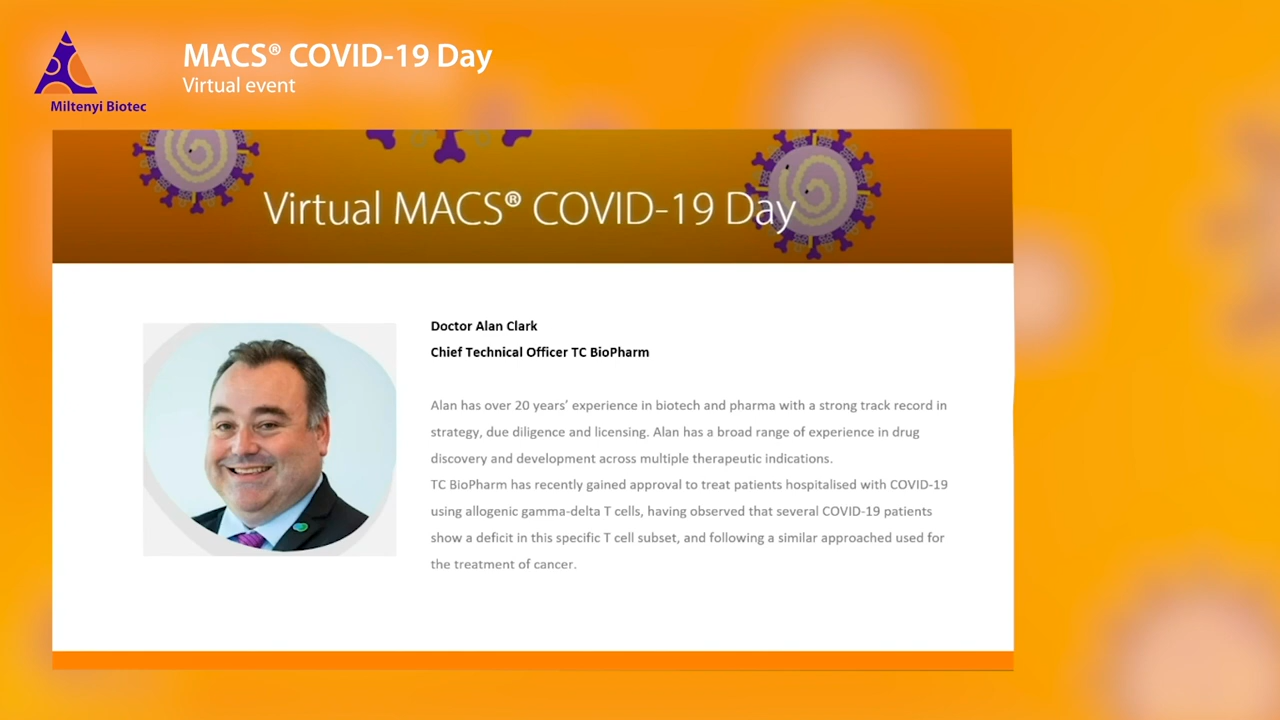 MACS® COVID-19 Day
Virtual event
Miltenyi Biotec
Virtual MACS® COVID-19 Day
Doctor Alan Clark
Chief Technical Officer TC BioPharm
Alan has over 20 years’ experience in biotech and pharma with a strong track record in
strategy, due diligence and licensing. Alan has a broad range of experience in drug
discovery and development across multiple therapeutic indications.
TC BioPharm has recently gained approval to treat patients hospitalised with COVID-19
using allogenic gamma-delta T cells, having observed that several COVID-19 patients
show a deficit in this specific T cell subset, and following a similar approached used for
the treatment of cancer.